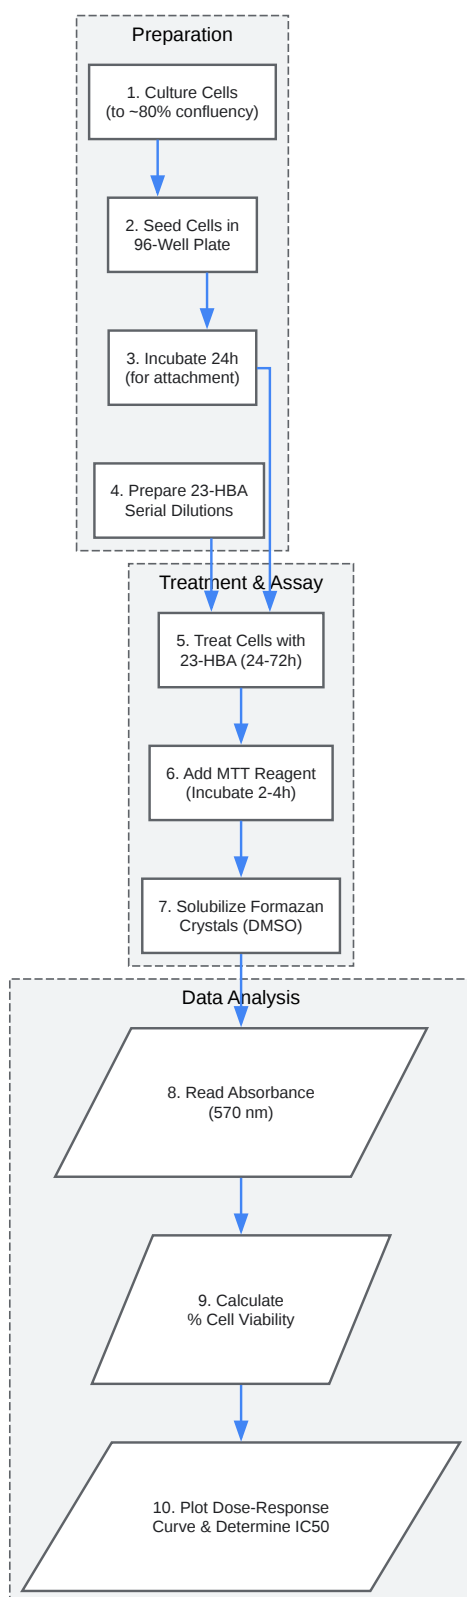 Preparation
1. Culture Cells
(to ~80% confluency)
2. Seed Cells in
96-Well Plate
3. Incubate 24h
(for attachment)
4. Prepare 23-HBA
Serial Dilutions
Treatment & Assay
5. Treat Cells with
23-HBA (24-72h)
6. Add MTT Reagent
(Incubate 2-4h)
7. Solubilize Formazan
Crystals (DMSO)
Data Analysis
8. Read Absorbance
(570 nm)
9. Calculate
% Cell Viability
10. Plot Dose-Response
Curve & Determine IC50